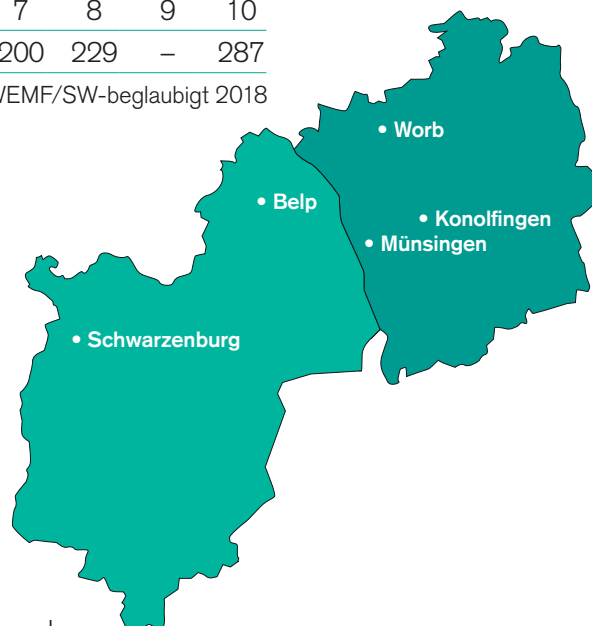 7 8 9 10
200 229 – 287
WEMF/SW-beglaubigt 2018
Worb
Belp
Konolfingen
Münsingen
Schwarzenburg